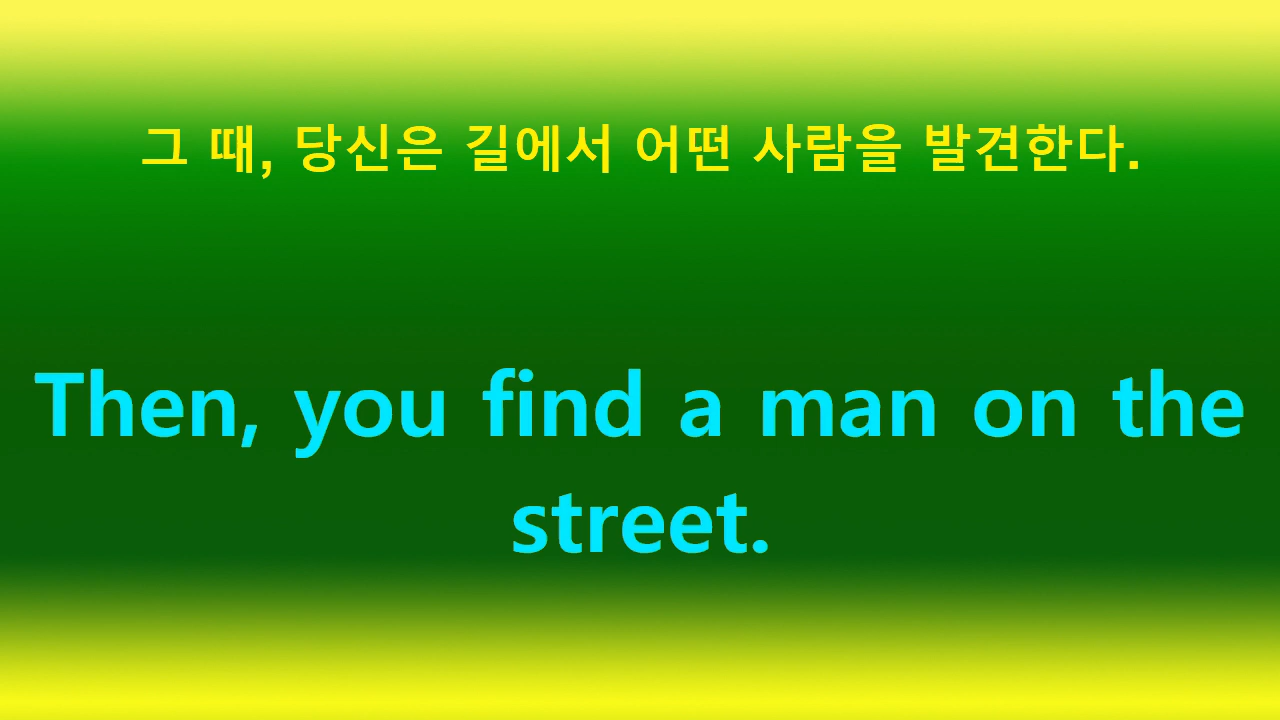 그 때, 당신은 길에서 어떤 사람을 발견한다.
Then, you find a man on the
street.